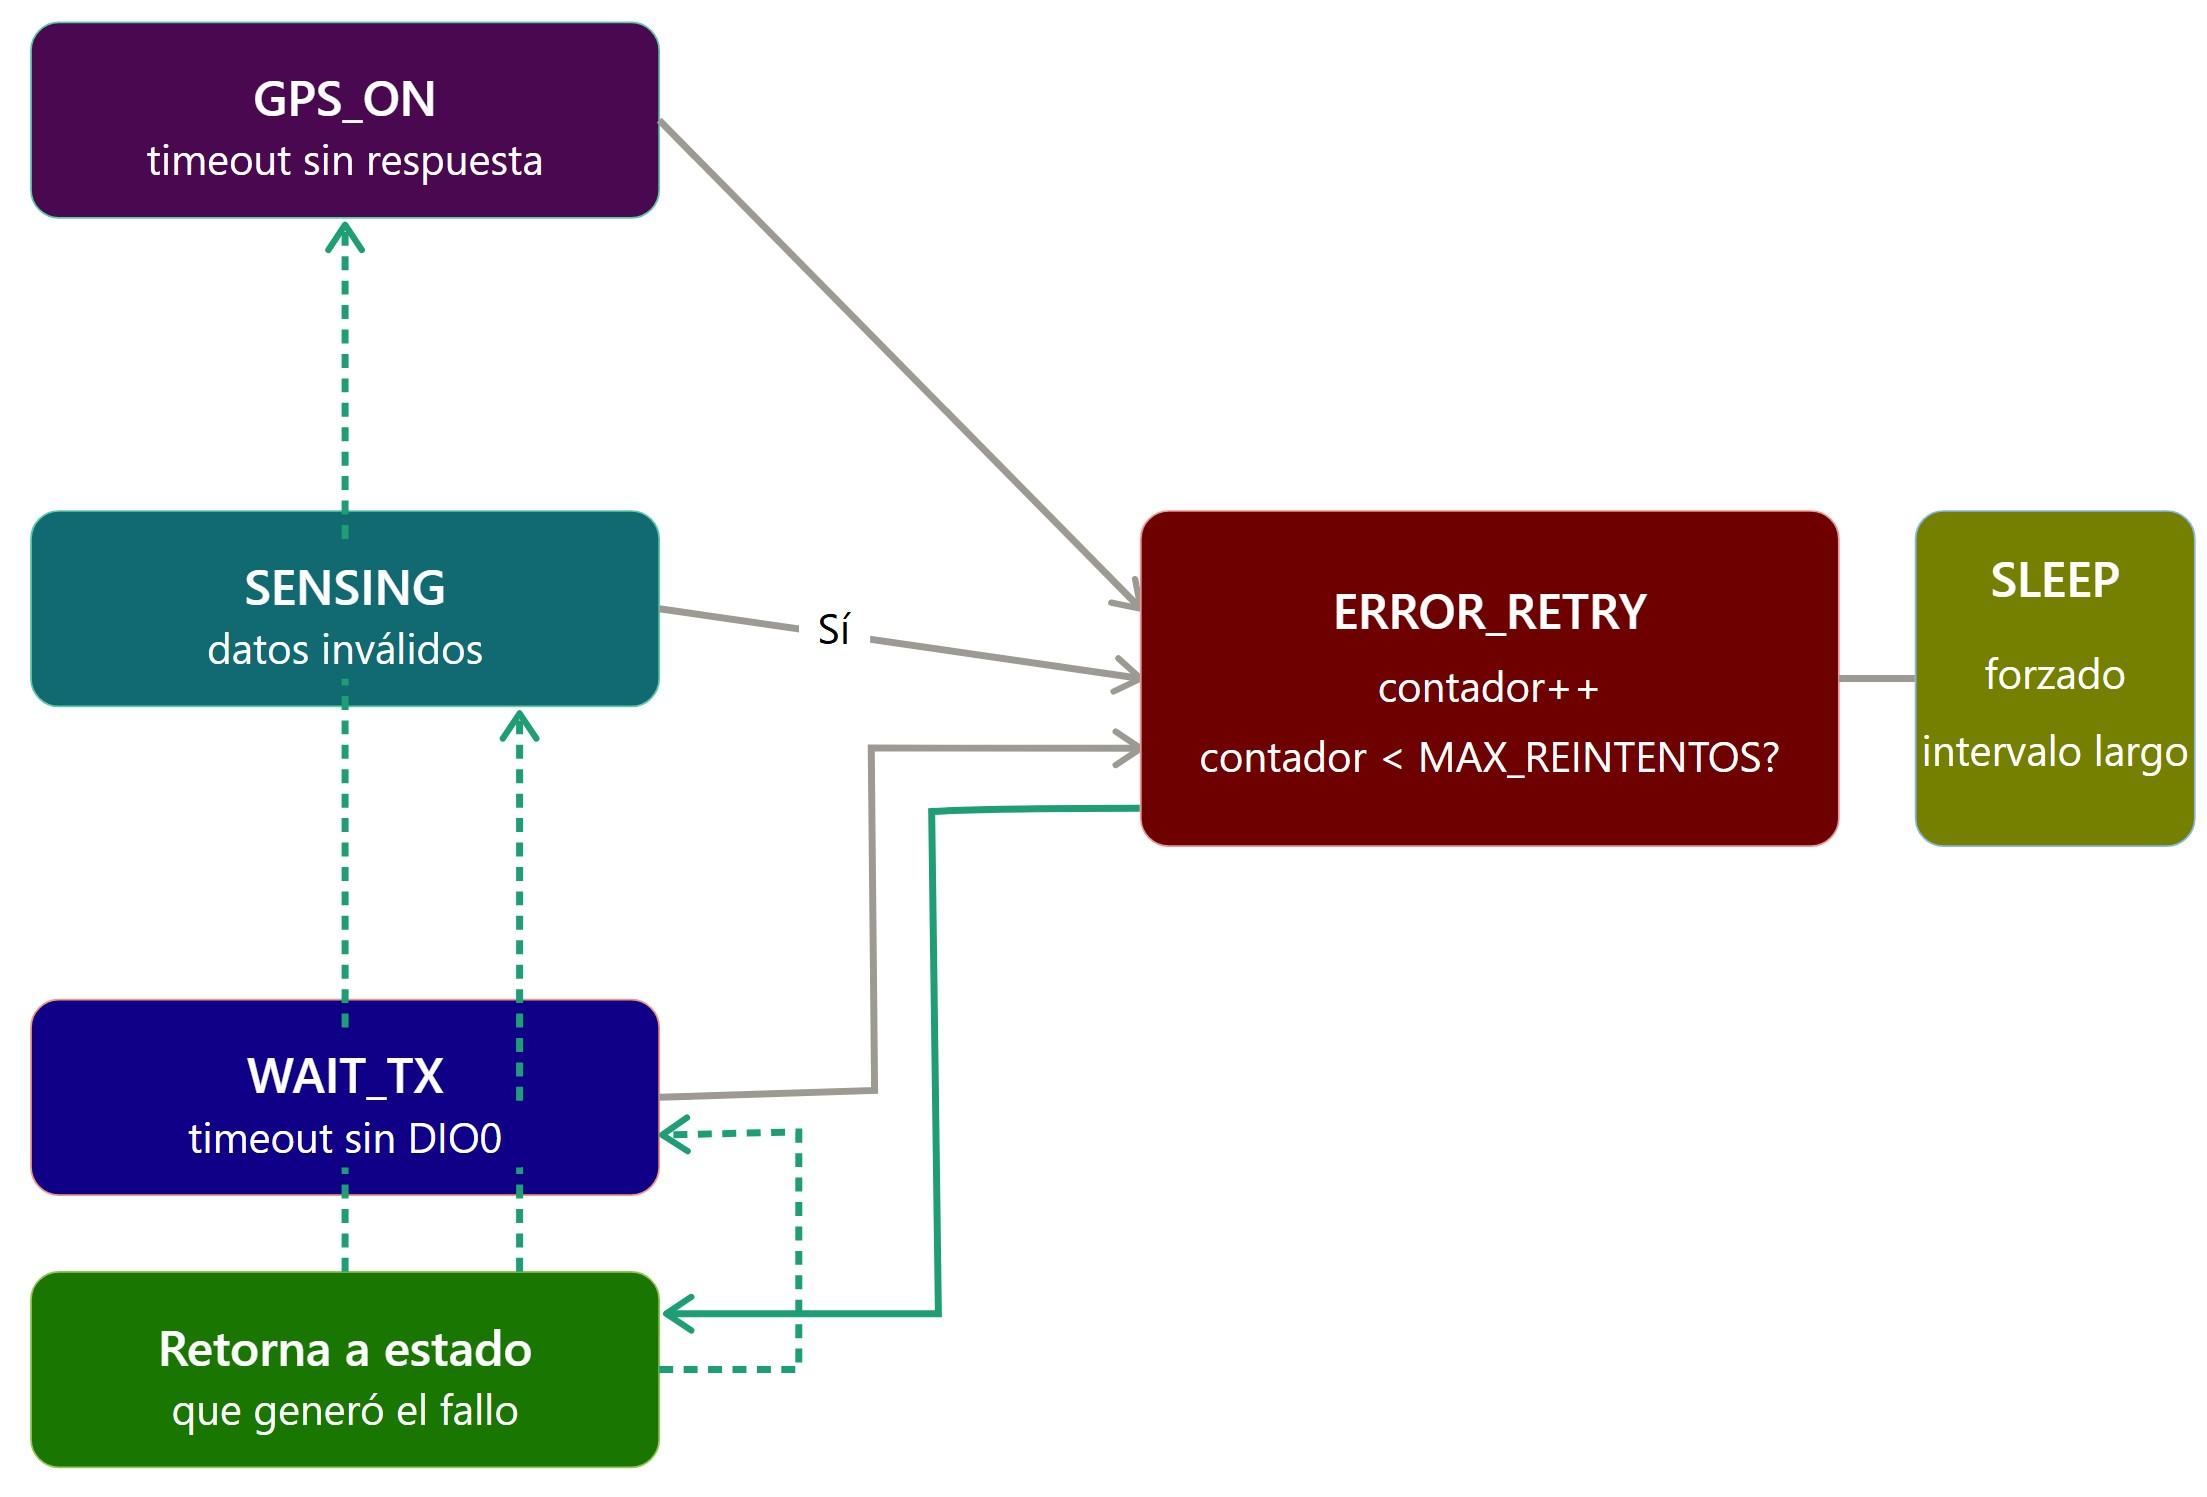 GPS_ON
timeout sin respuesta
SENSING
datos inválidos
Sí
ERROR_RETRY
contador++
contador < MAX_REINTENTOS?
SLEEP
forzado
intervalo largo
WAIT_TX
timeout sin DIO0
Retorna a estado
que generó el fallo